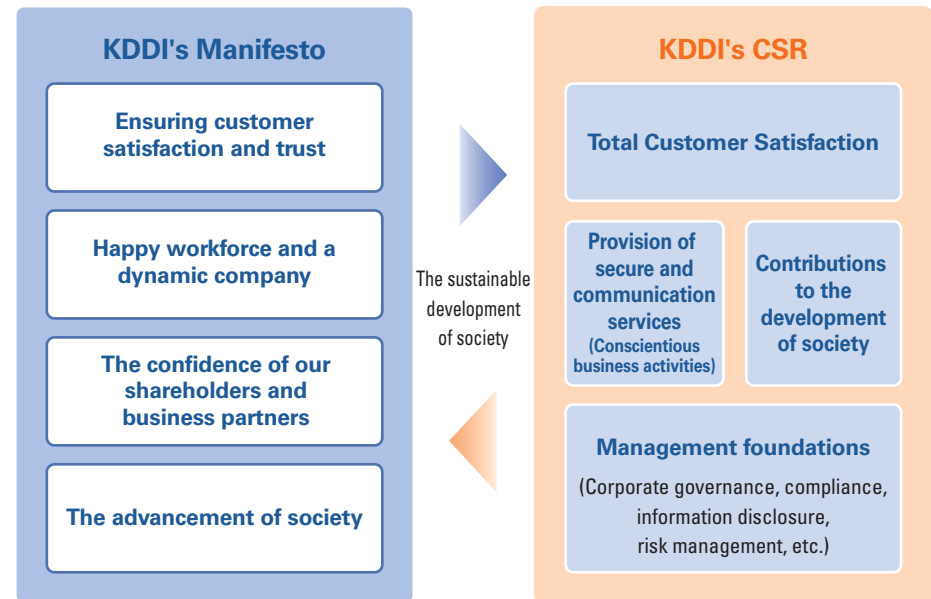 KDDI's Manifesto
Ensuring customer
satisfaction and trust
Happy workforce and a
dynamic company
The confidence of our
shareholders and
business partners
The advancement of society
The sustainable
development
of society
KDDI's CSR
Total Customer Satisfaction
Provision of
secure and
communication
services
(Conscientious
business activities)
Contributions
to the
development
of society
Management foundations
(Corporate governance, compliance,
information disclosure,
risk management, etc.)